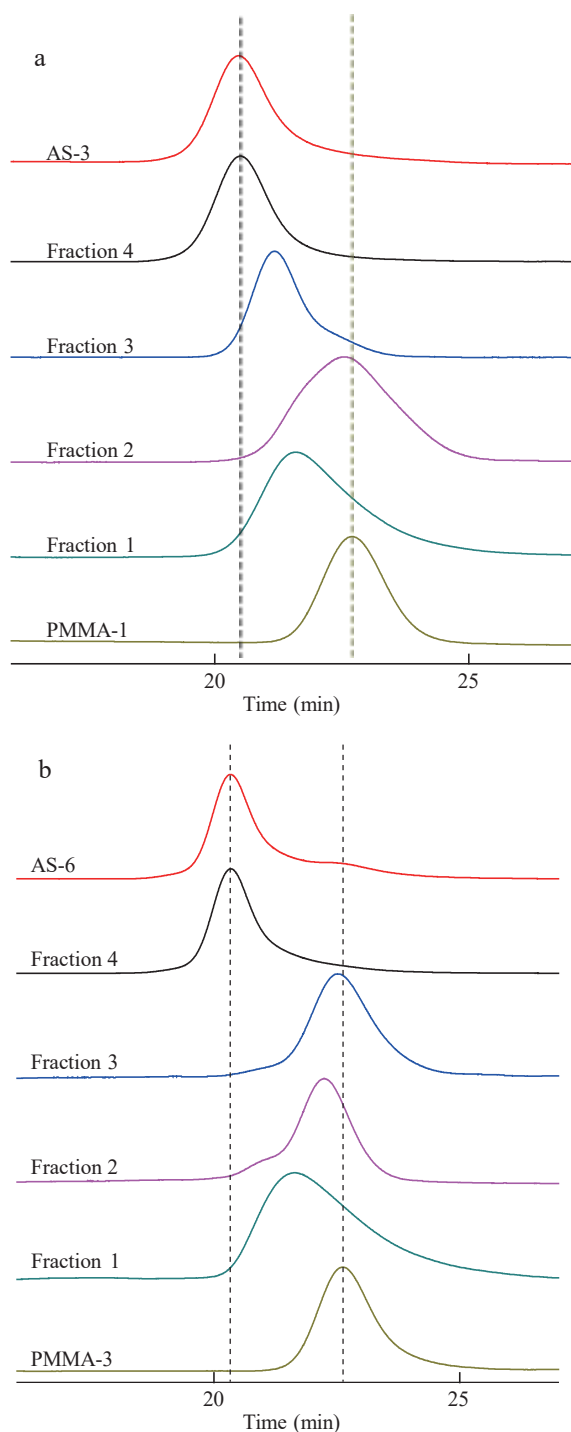 a
AS-3
Fraction 4
Fraction 3
Fraction 2
Fraction 1
PMMA-1
20 25
Time (min)
b
AS-6
Fraction 4
Fraction 3
Fraction 2
Fraction 1
PMMA-3
20 25
Time (min)